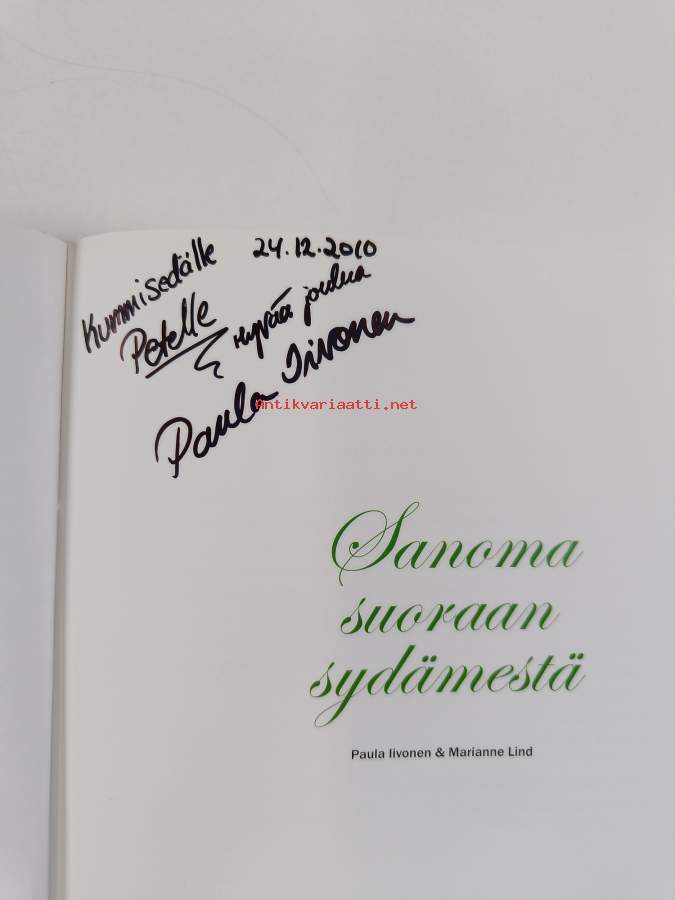 Kummisedälle 24.12.2010
Petelle Hyvää joulua
Paula Iivonen
Antikvariaatti.net
Sanoma
suoraan
sydämestä
Paula Iivonen & Marianne Lind